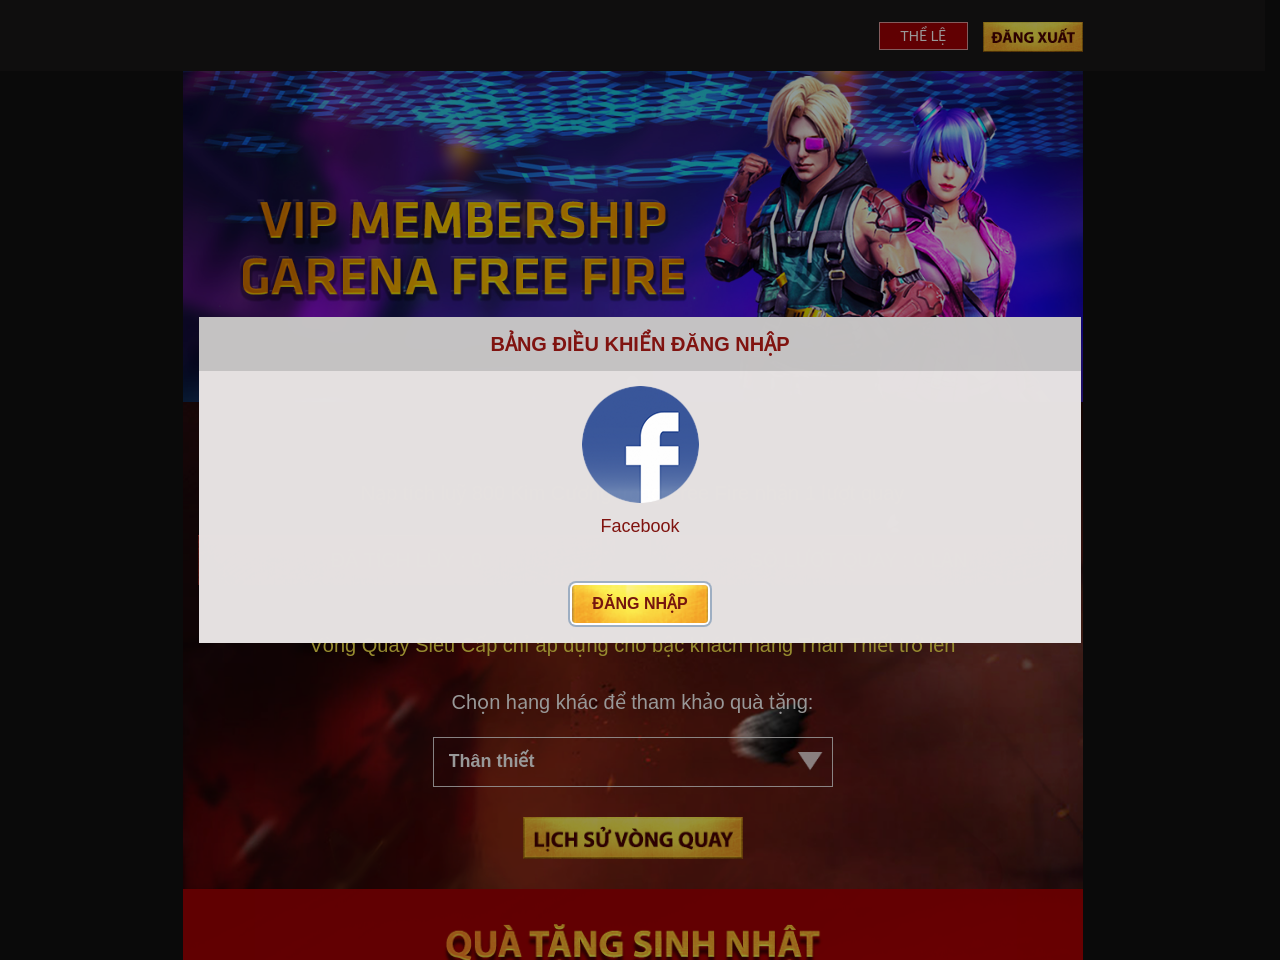 THỂ LỆ
ĐĂNG XUẤT
VIP MEMBERSHIP
GARENA FREE FIRE
BẢNG ĐIỀU KHIỂN ĐĂNG NHẬP
Facebook
ĐĂNG NHẬP
Vòng Quay Siêu Cấp chỉ áp dụng cho bậc khách hàng Thân Thiết trở lên
Chọn hạng khác để tham khảo quà tặng:
Thân thiết
LỊCH SỬ VÒNG QUAY
QUÀ TẶNG SINH NHẬT